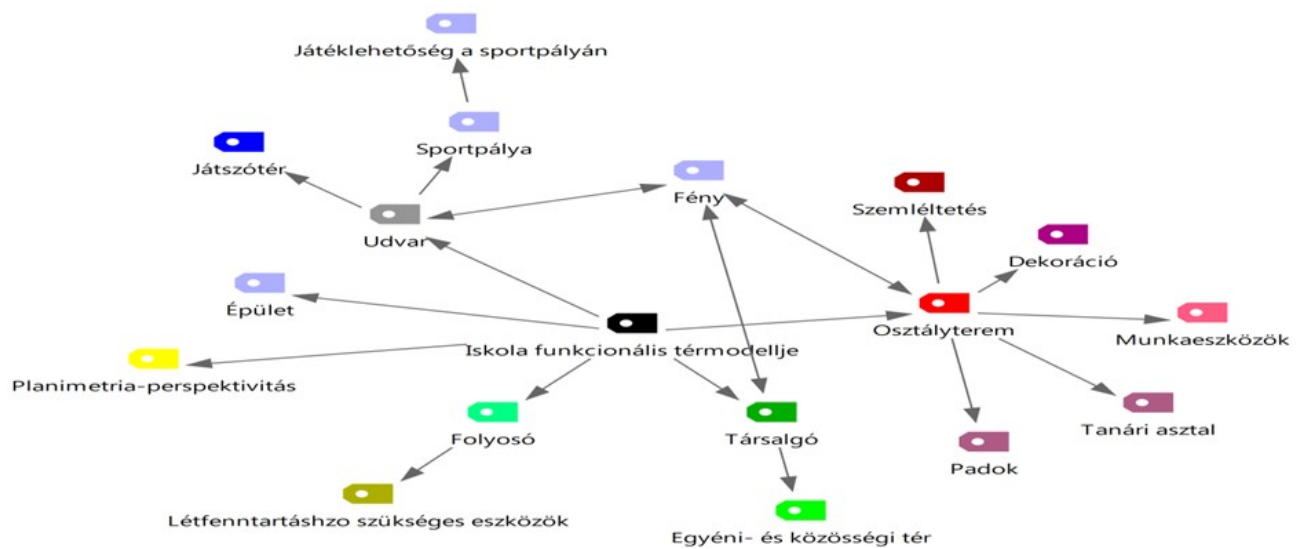 Játéklehetőség a sportpályán
Sportpálya
Játszótér
Fény
Szemléltetés
Udvar
Dekoráció
Épület
Osztályterem
Munkaeszközök
Iskola funkcionális térmodellje
Planimetria-perspektivitás
Folyosó
Társalgó
Tanári asztal
Padok
Létfenntartáshzo szükséges eszközök
Egyéni- és közösségi tér